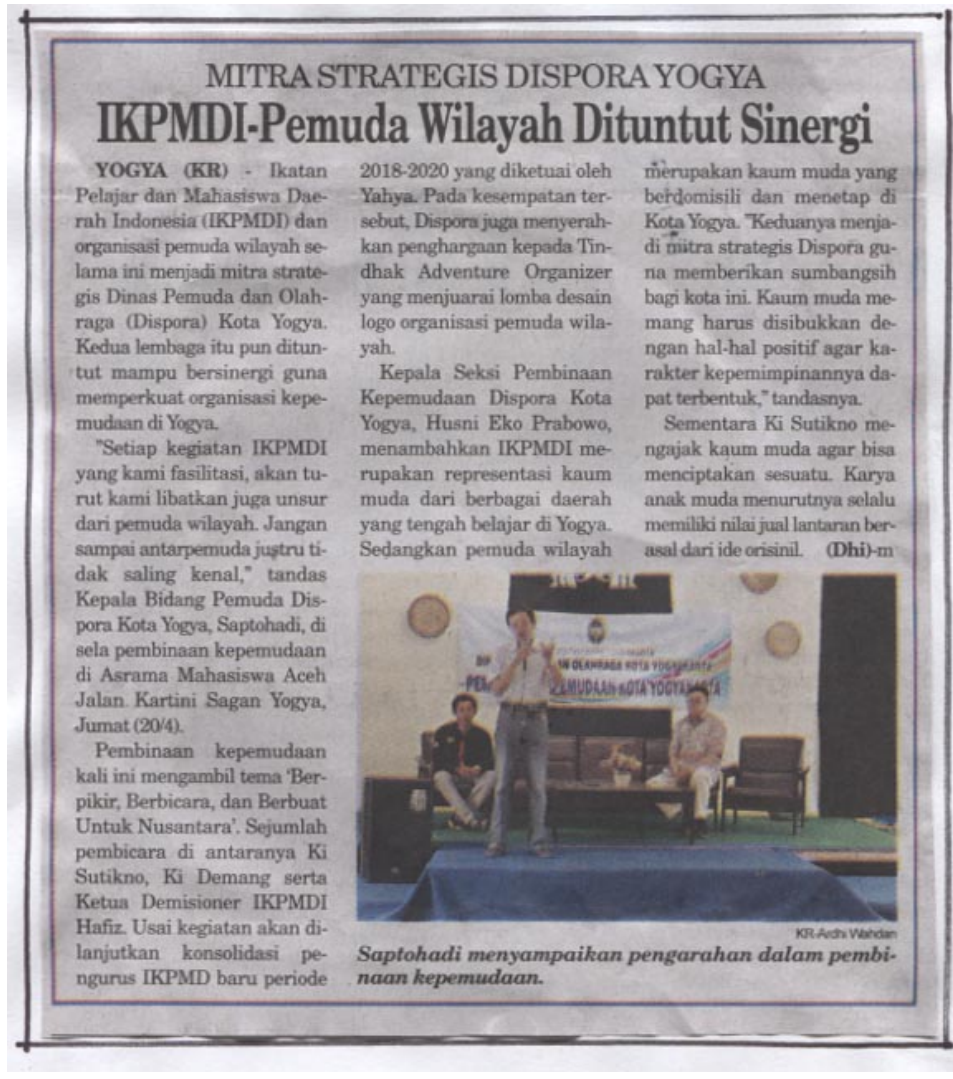 MITRA STRATEGIS DISPORA YOGYA
IKPMDI-Pemuda Wilayah Dituntut Sinergi
YOGYA (KR) - Ikatan
Pelajar dan Mahasiswa Dae-
rah Indonesia (IKPMDI) dan
organisasi pemuda wilayah se-
lama ini menjadi mitra strate-
gis Dinas Pemuda dan Olah-
raga (Dispora) Kota Yogya.
Kedua lembaga itu pun ditun-
tut mampu bersinergi guna
memperkuat organisasi kepe-
mudaan di Yogya.
"Setiap kegiatan IKPMDI
yang kami fasilitasi, akan tu-
rut kami libatkan juga unsur
dari pemuda wilayah. Jangan
sampai antarpemuda justru ti-
dak saling kenal," tandas
Kepala Bidang Pemuda Dis-
pora Kota Yogya, Saptohadi, di
sela pembinaan kepemudaan
di Asrama Mahasiswa Aceh
Jalan Kartini Sagan Yogya,
Jumat (20/4).
Pembinaan kepemudaan
kali ini mengambil tema 'Ber-
pikir, Berbicara, dan Berbuat
Untuk Nusantara'. Sejumlah
pembicara di antaranya Ki
Sutikno, Ki Demang serta
Ketua Demisioner IKPMDI
Hafiz. Usai kegiatan akan di-
lanjutkan konsolidasi pe-
ngurus IKPMD baru periode
2018-2020 yang diketuai oleh
Yahya. Pada kesempatan ter-
sebut, Dispora juga menyerah-
kan penghargaan kepada Tin-
dhak Adventure Organizer
yang menjuarai lomba desain
logo organisasi pemuda wila-
yah.
Kepala Seksi Pembinaan
Kepemudaan Dispora Kota
Yogya, Husni Eko Prabowo,
menambahkan IKPMDI me-
rupakan representasi kaum
muda dari berbagai daerah
yang tengah belajar di Yogya.
Sedangkan pemuda wilayah
merupakan kaum muda yang
berdomisili dan menetap di
Kota Yogya. "Keduanya menja-
di mitra strategis Dispora gu-
na memberikan sumbangsih
bagi kota ini. Kaum muda me-
mang harus disibukkan de-
ngan hal-hal positif agar ka-
rakter kepemimpinannya da-
pat terbentuk," tandasnya.
Sementara Ki Sutikno me-
ngajak kaum muda agar bisa
menciptakan sesuatu. Karya
anak muda menurutnya selalu
memiliki nilai jual lantaran ber-
asal dari ide orisinil. (Dhi)-m
OLAHRAGA KOTA YOGYAKARTA
EMUDAAN KOTA YOGYAKARTA
KR-Ardhi Wahdan
Saptohadi menyampaikan pengarahan dalam pembi-
naan kepemudaan.